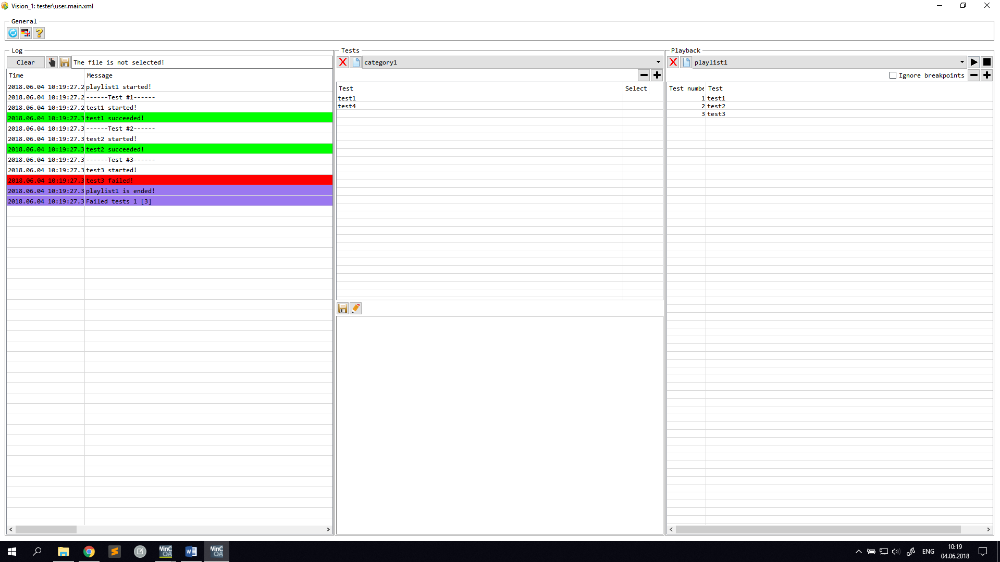 Vision_1: tester\user.main.xml
General
Log
Clear
The file is not selected!
Time Message
2018.06.04 10:19:27.2 playlist1 started!
2018.06.04 10:19:27.2 ------Test #1------
2018.06.04 10:19:27.2 test1 started!
2018.06.04 10:19:27.3 test1 succeeded!
2018.06.04 10:19:27.3 ------Test #2------
2018.06.04 10:19:27.3 test2 started!
2018.06.04 10:19:27.3 test2 succeeded!
2018.06.04 10:19:27.3 ------Test #3------
2018.06.04 10:19:27.3 test3 started!
2018.06.04 10:19:27.3 test3 failed!
2018.06.04 10:19:27.3 playlist1 is ended!
2018.06.04 10:19:27.3 Failed tests 1 [3]
Tests
category1
Test Select
test1
test4
Playback
playlist1
Ignore breakpoints
Test numbe Test
1 test1
2 test2
3 test3
WinC OA
WinC OA
ENG
10:19
04.06.2018